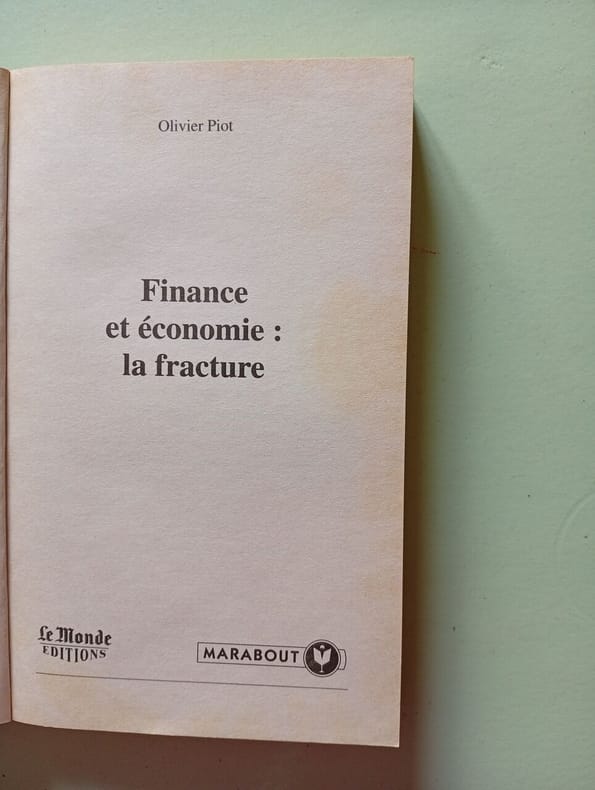 Olivier Piot
Finance
et économie :
la fracture
Le Monde
EDITIONS
MARABOUT